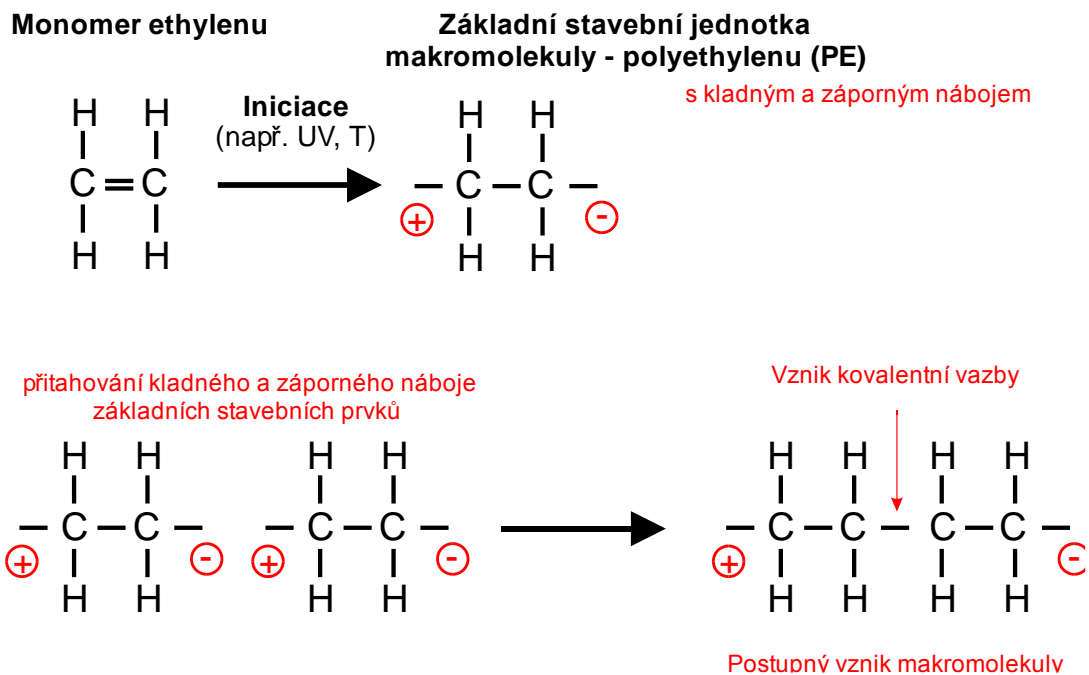 Monomer ethylenu
Základní stavební jednotka
makromolekuly - polyethylenu (PE)
s kladným a záporným nábojem
Iniciace
(např. UV, T)
H H
C = C
H H
H H
– C – C –
+ -
H H
přitahování kladného a záporného náboje
základních stavebních prvků
Vznik kovalentní vazby
H H H H H H H H
– C – C – – C – C – – C – C – C – C –
+ - + - + -
H H H H H H H H
Postupný vznik makromolekuly